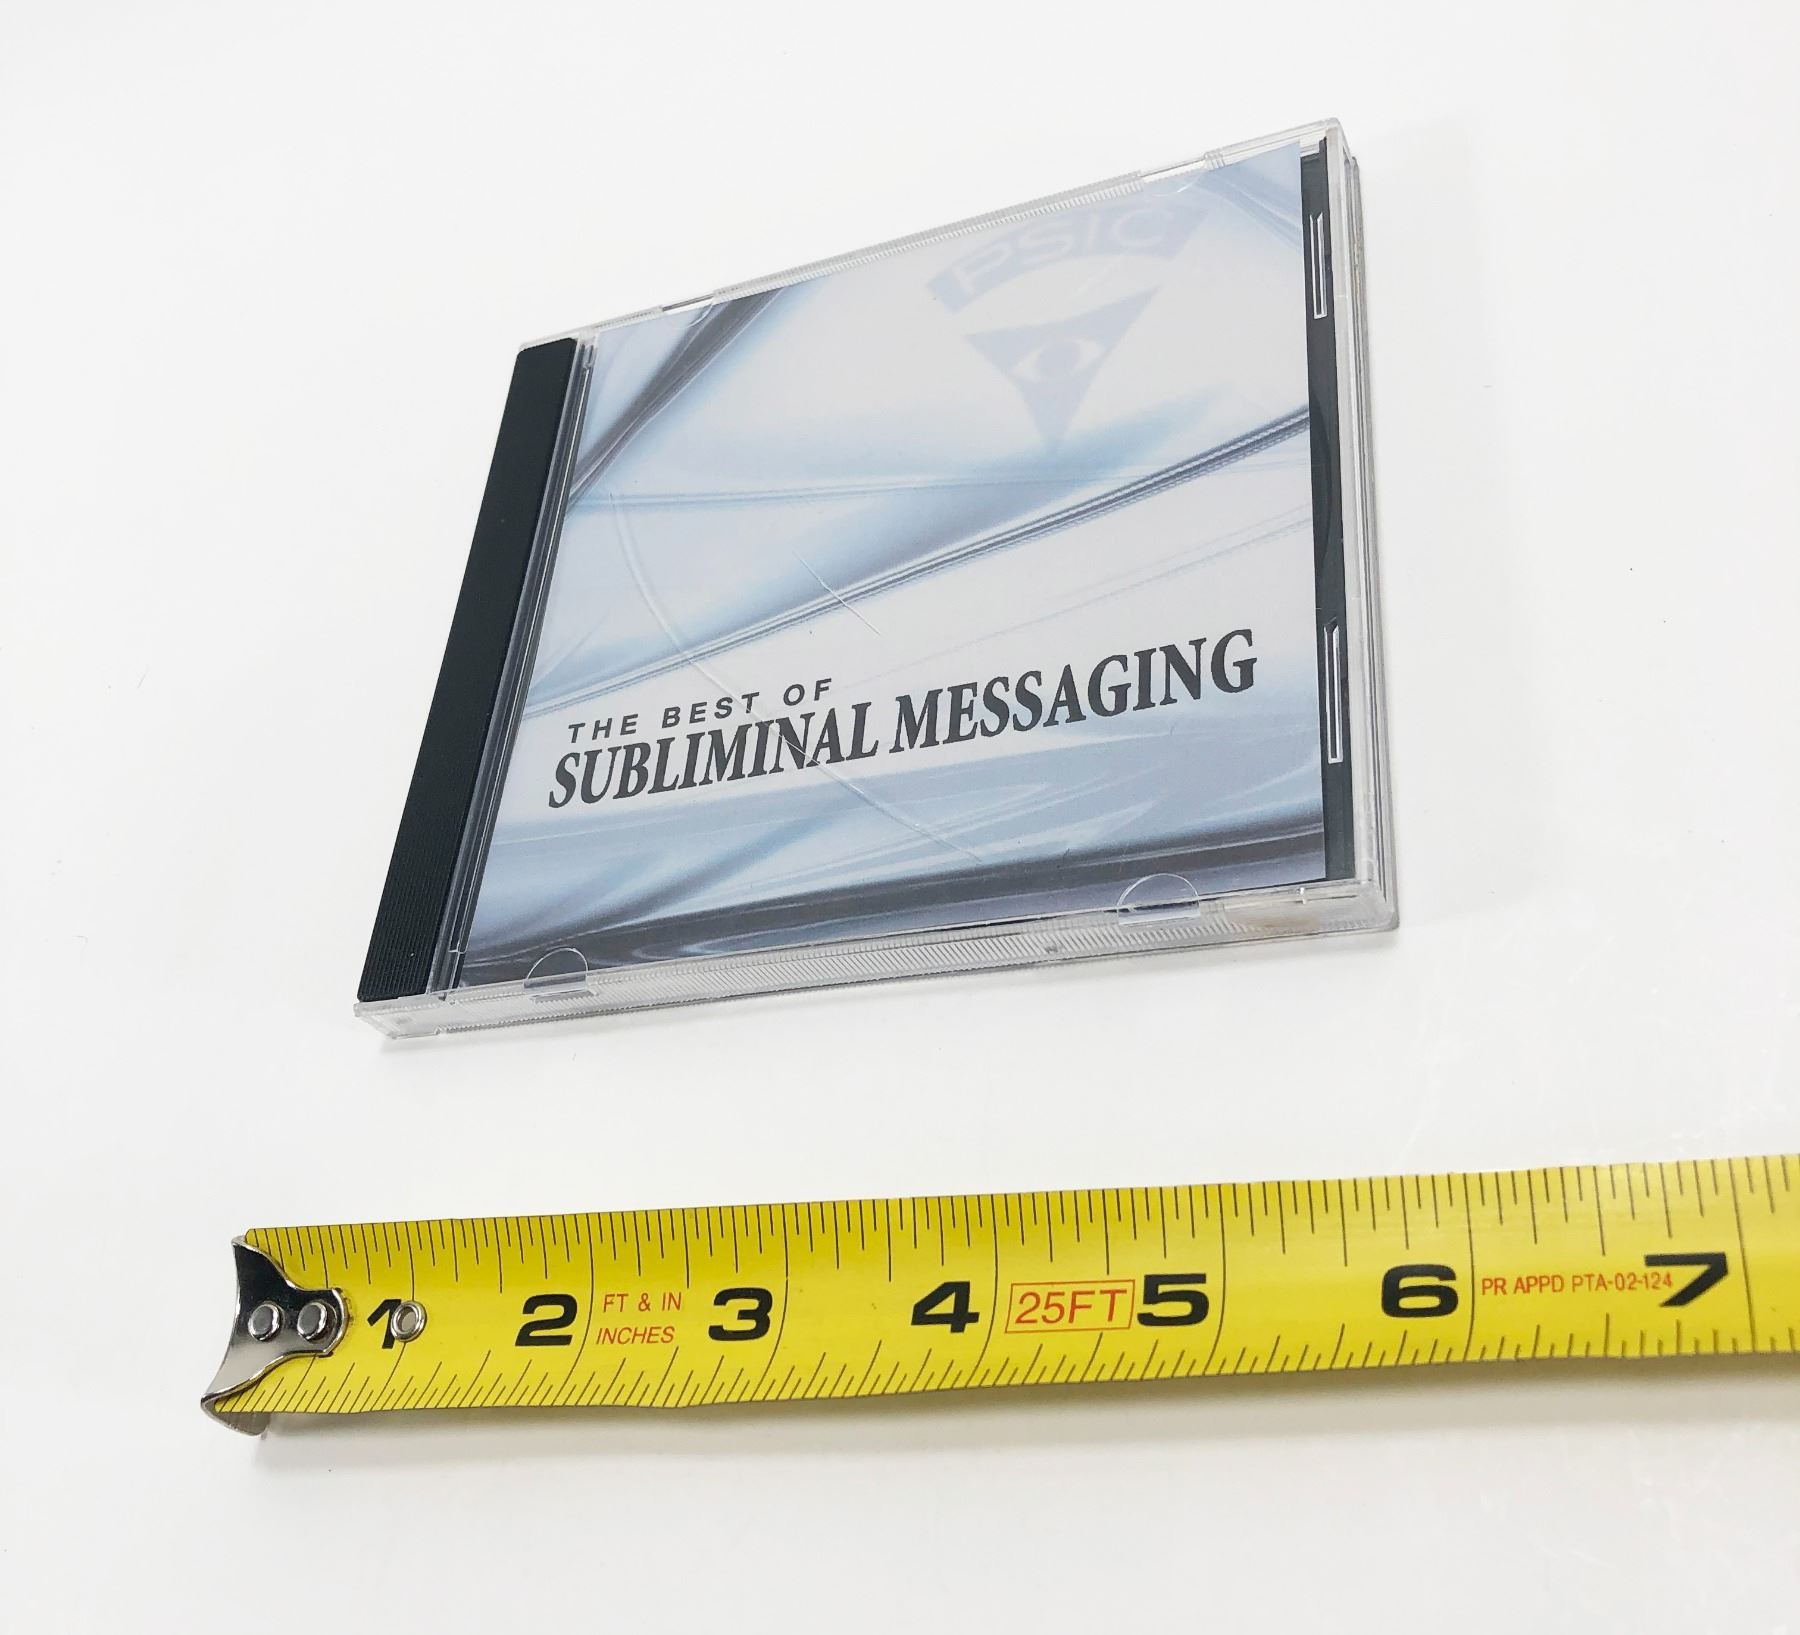 PSIC
THE BEST OF
SUBLIMINAL MESSAGING
1 2 FT & IN 3 4 25FT 5 6 PR APPD PTA-02-124 7
INCHES